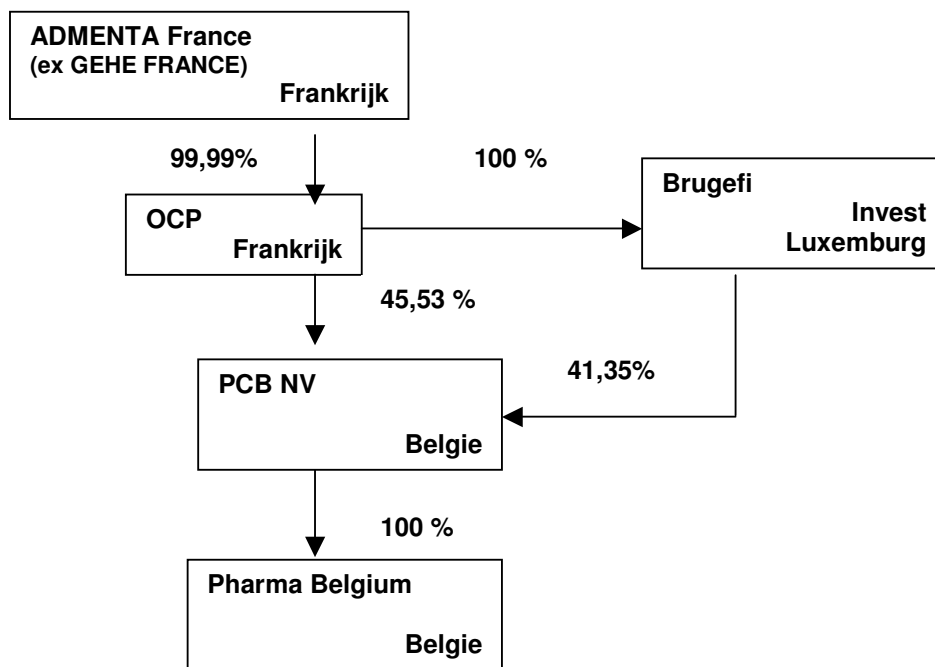 ADMENTA France
(ex GEHE FRANCE)
Frankrijk
99,99%
100 %
Brugefi
Invest
Luxemburg
OCP
Frankrijk
45,53 %
41,35%
PCB NV
Belgie
100 %
Pharma Belgium
Belgie